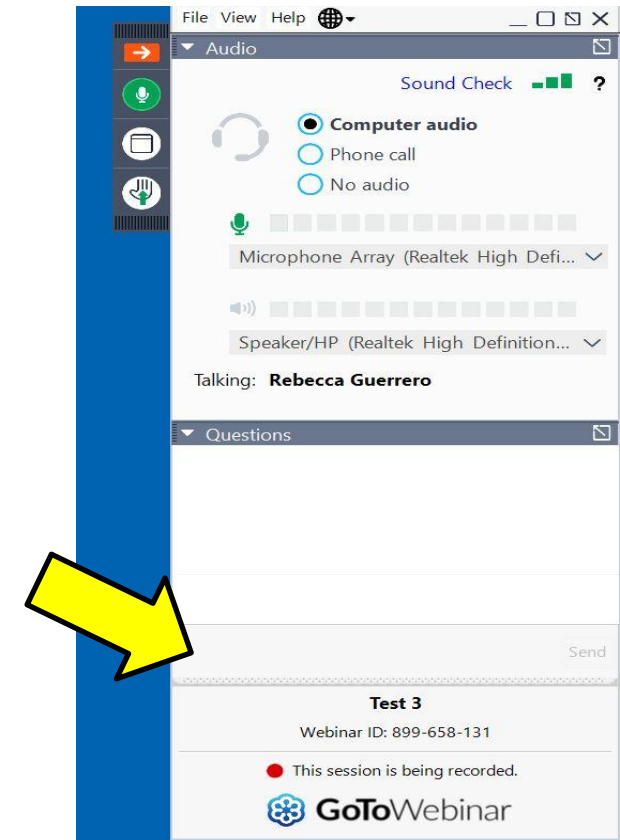 File View Help
Audio
Sound Check ?
Computer audio
Phone call
No audio
Microphone Array (Realtek High Defi...
Speaker/HP (Realtek High Definition...
Talking: Rebecca Guerrero
Questions
Send
Test 3
Webinar ID: 899-658-131
This session is being recorded.
GoToWebinar